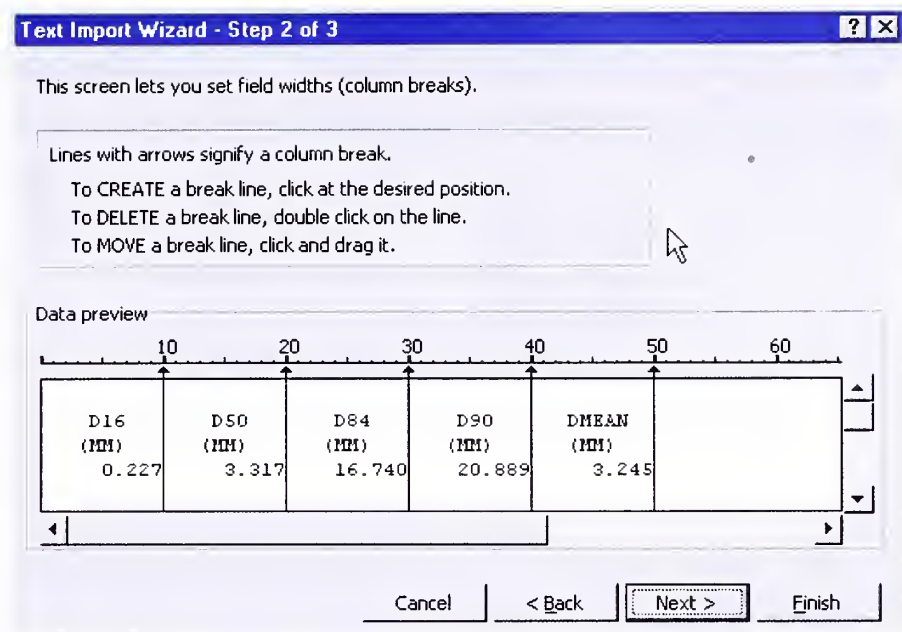 Text Import Wizard - Step 2 of 3
This screen lets you set field widths (column breaks).
Lines with arrows signify a column break.
To CREATE a break line, click at the desired position.
To DELETE a break line, double click on the line.
To MOVE a break line, click and drag it.
Data preview
10 20 30 40 50 60
D16 D50 D84 D90 DMEAN
(MM) (MM) (MM) (MM) (MM)
0.227 3.317 16.740 20.889 3.245
Cancel < Back Next > Finish